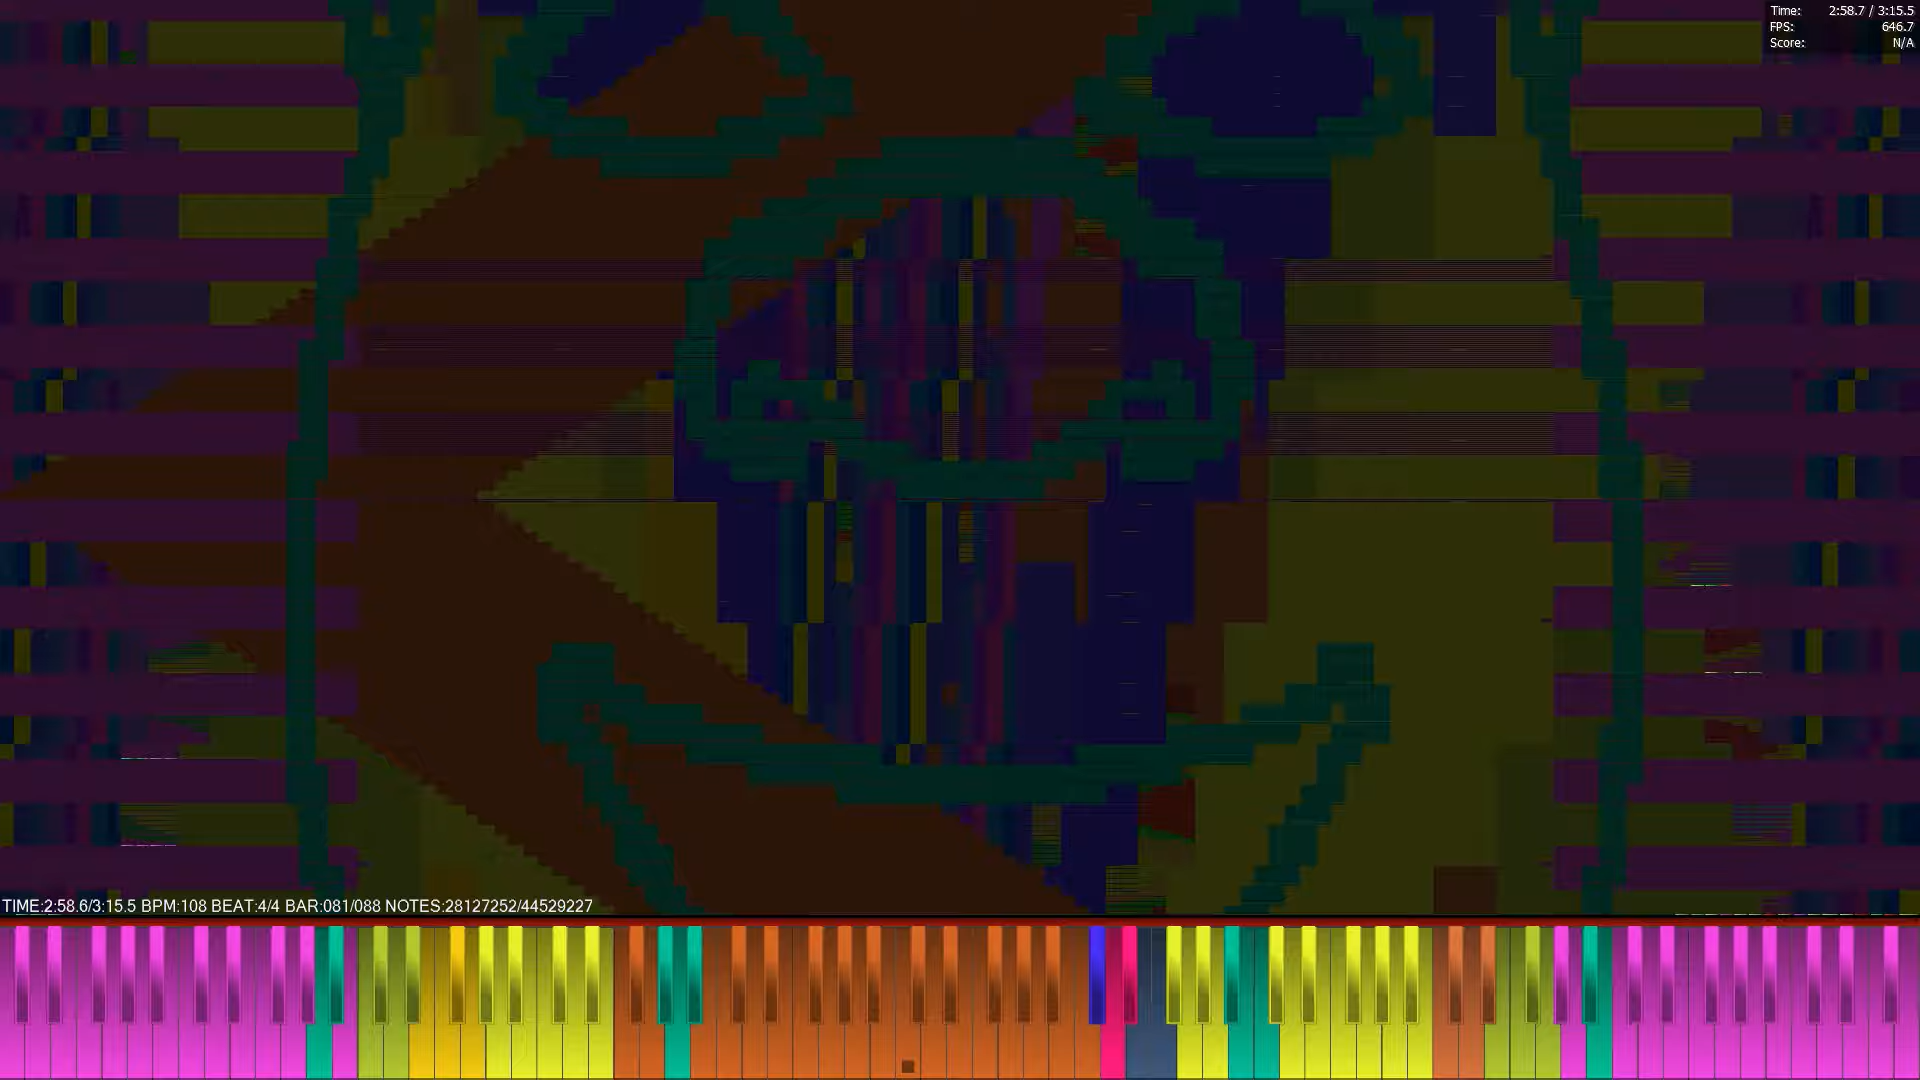 Time: 2:58.7 / 3:15.5
FPS: 646.7
Score: N/A
TIME:2:58.6/3:15.5 BPM:108 BEAT:4/4 BAR:081/088 NOTES:28127252/44529227